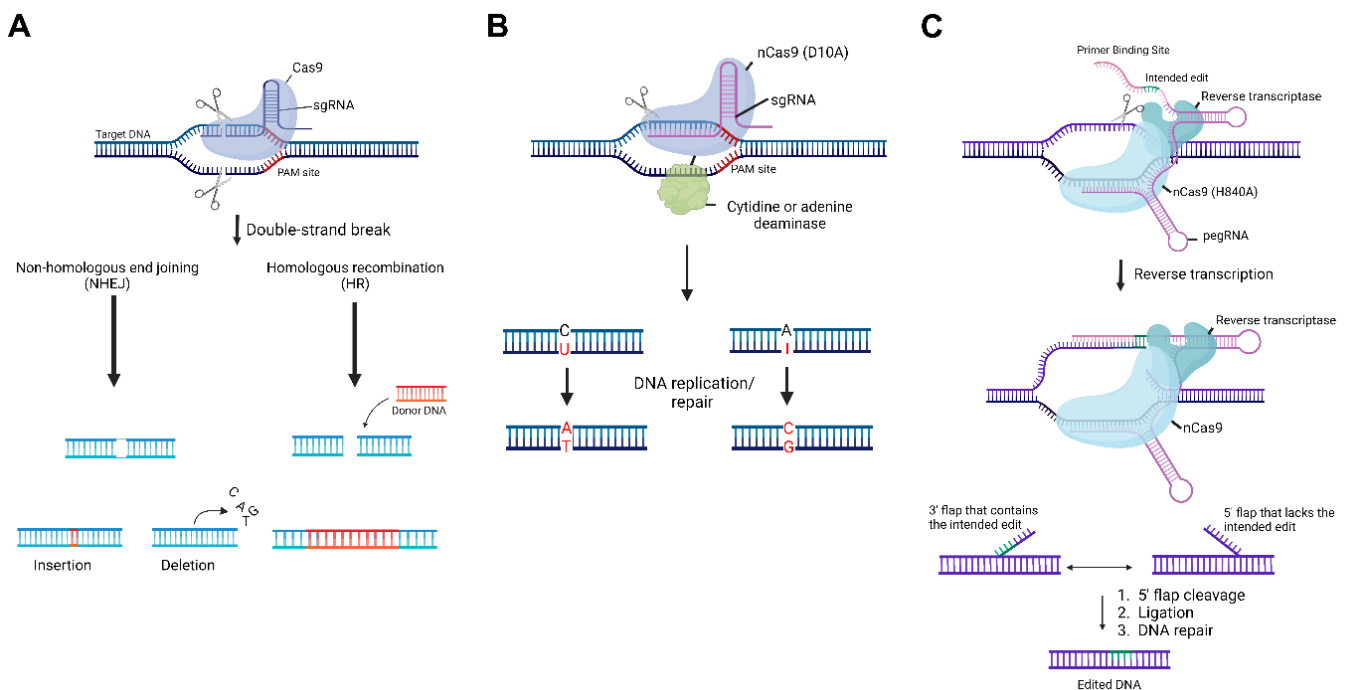 A
Cas9
sgRNA
Target DNA
PAM site
Double-strand break
Non-homologous end joining
(NHEJ)
Homologous recombination
(HR)
Donor DNA
C
A
G
T
Insertion
Deletion
B
nCas9 (D10A)
sgRNA
PAM site
Cytidine or adenine
deaminase
C
U
A
I
DNA replication/
repair
A
T
C
G
C
Primer Binding Site
Intended edit
Reverse transcriptase
nCas9 (H840A)
pegRNA
Reverse transcription
Reverse transcriptase
nCas9
3' flap that contains
the intended edit
5' flap that lacks the
intended edit
1. 5' flap cleavage
2. Ligation
3. DNA repair
Edited DNA